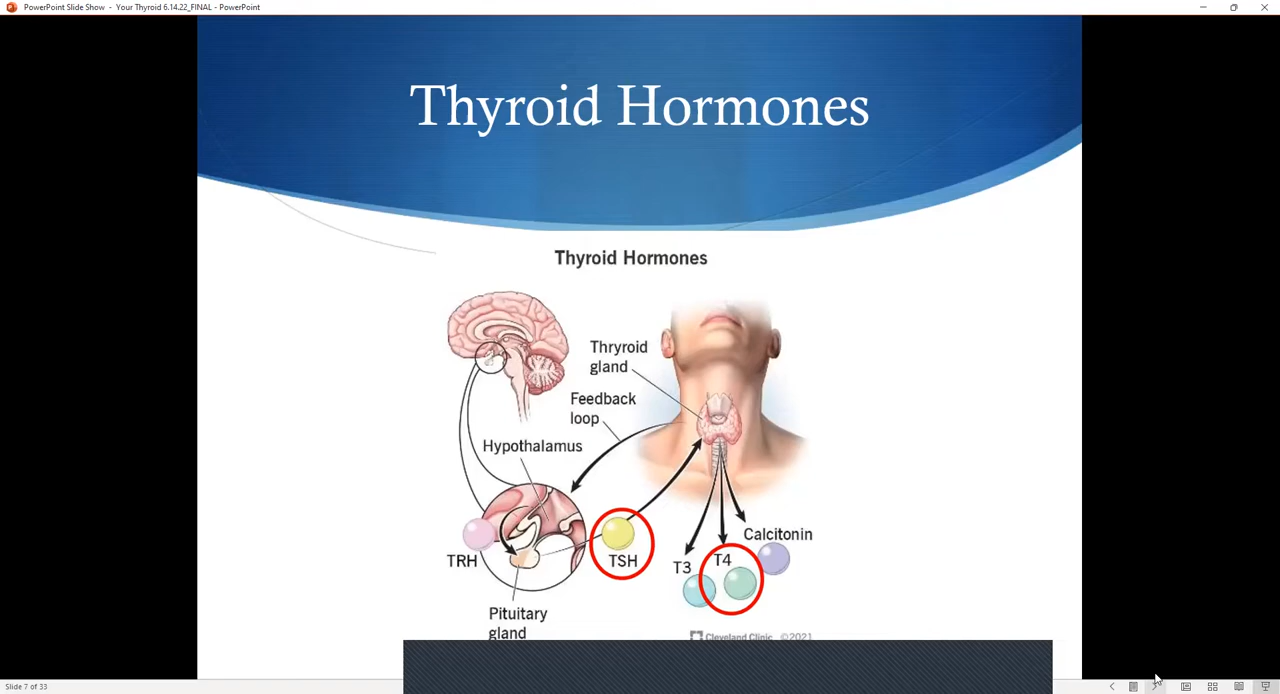 PowerPoint Slide Show - Your Thyroid 6.14.22_FINAL - PowerPoint
Thyroid Hormones
Thyroid Hormones
Thryroid
gland
Feedback
loop
Hypothalamus
TRH
TSH
Pituitary
gland
T3
T4
Calcitonin
Cleveland Clinic ©2021
Slide 7 of 33